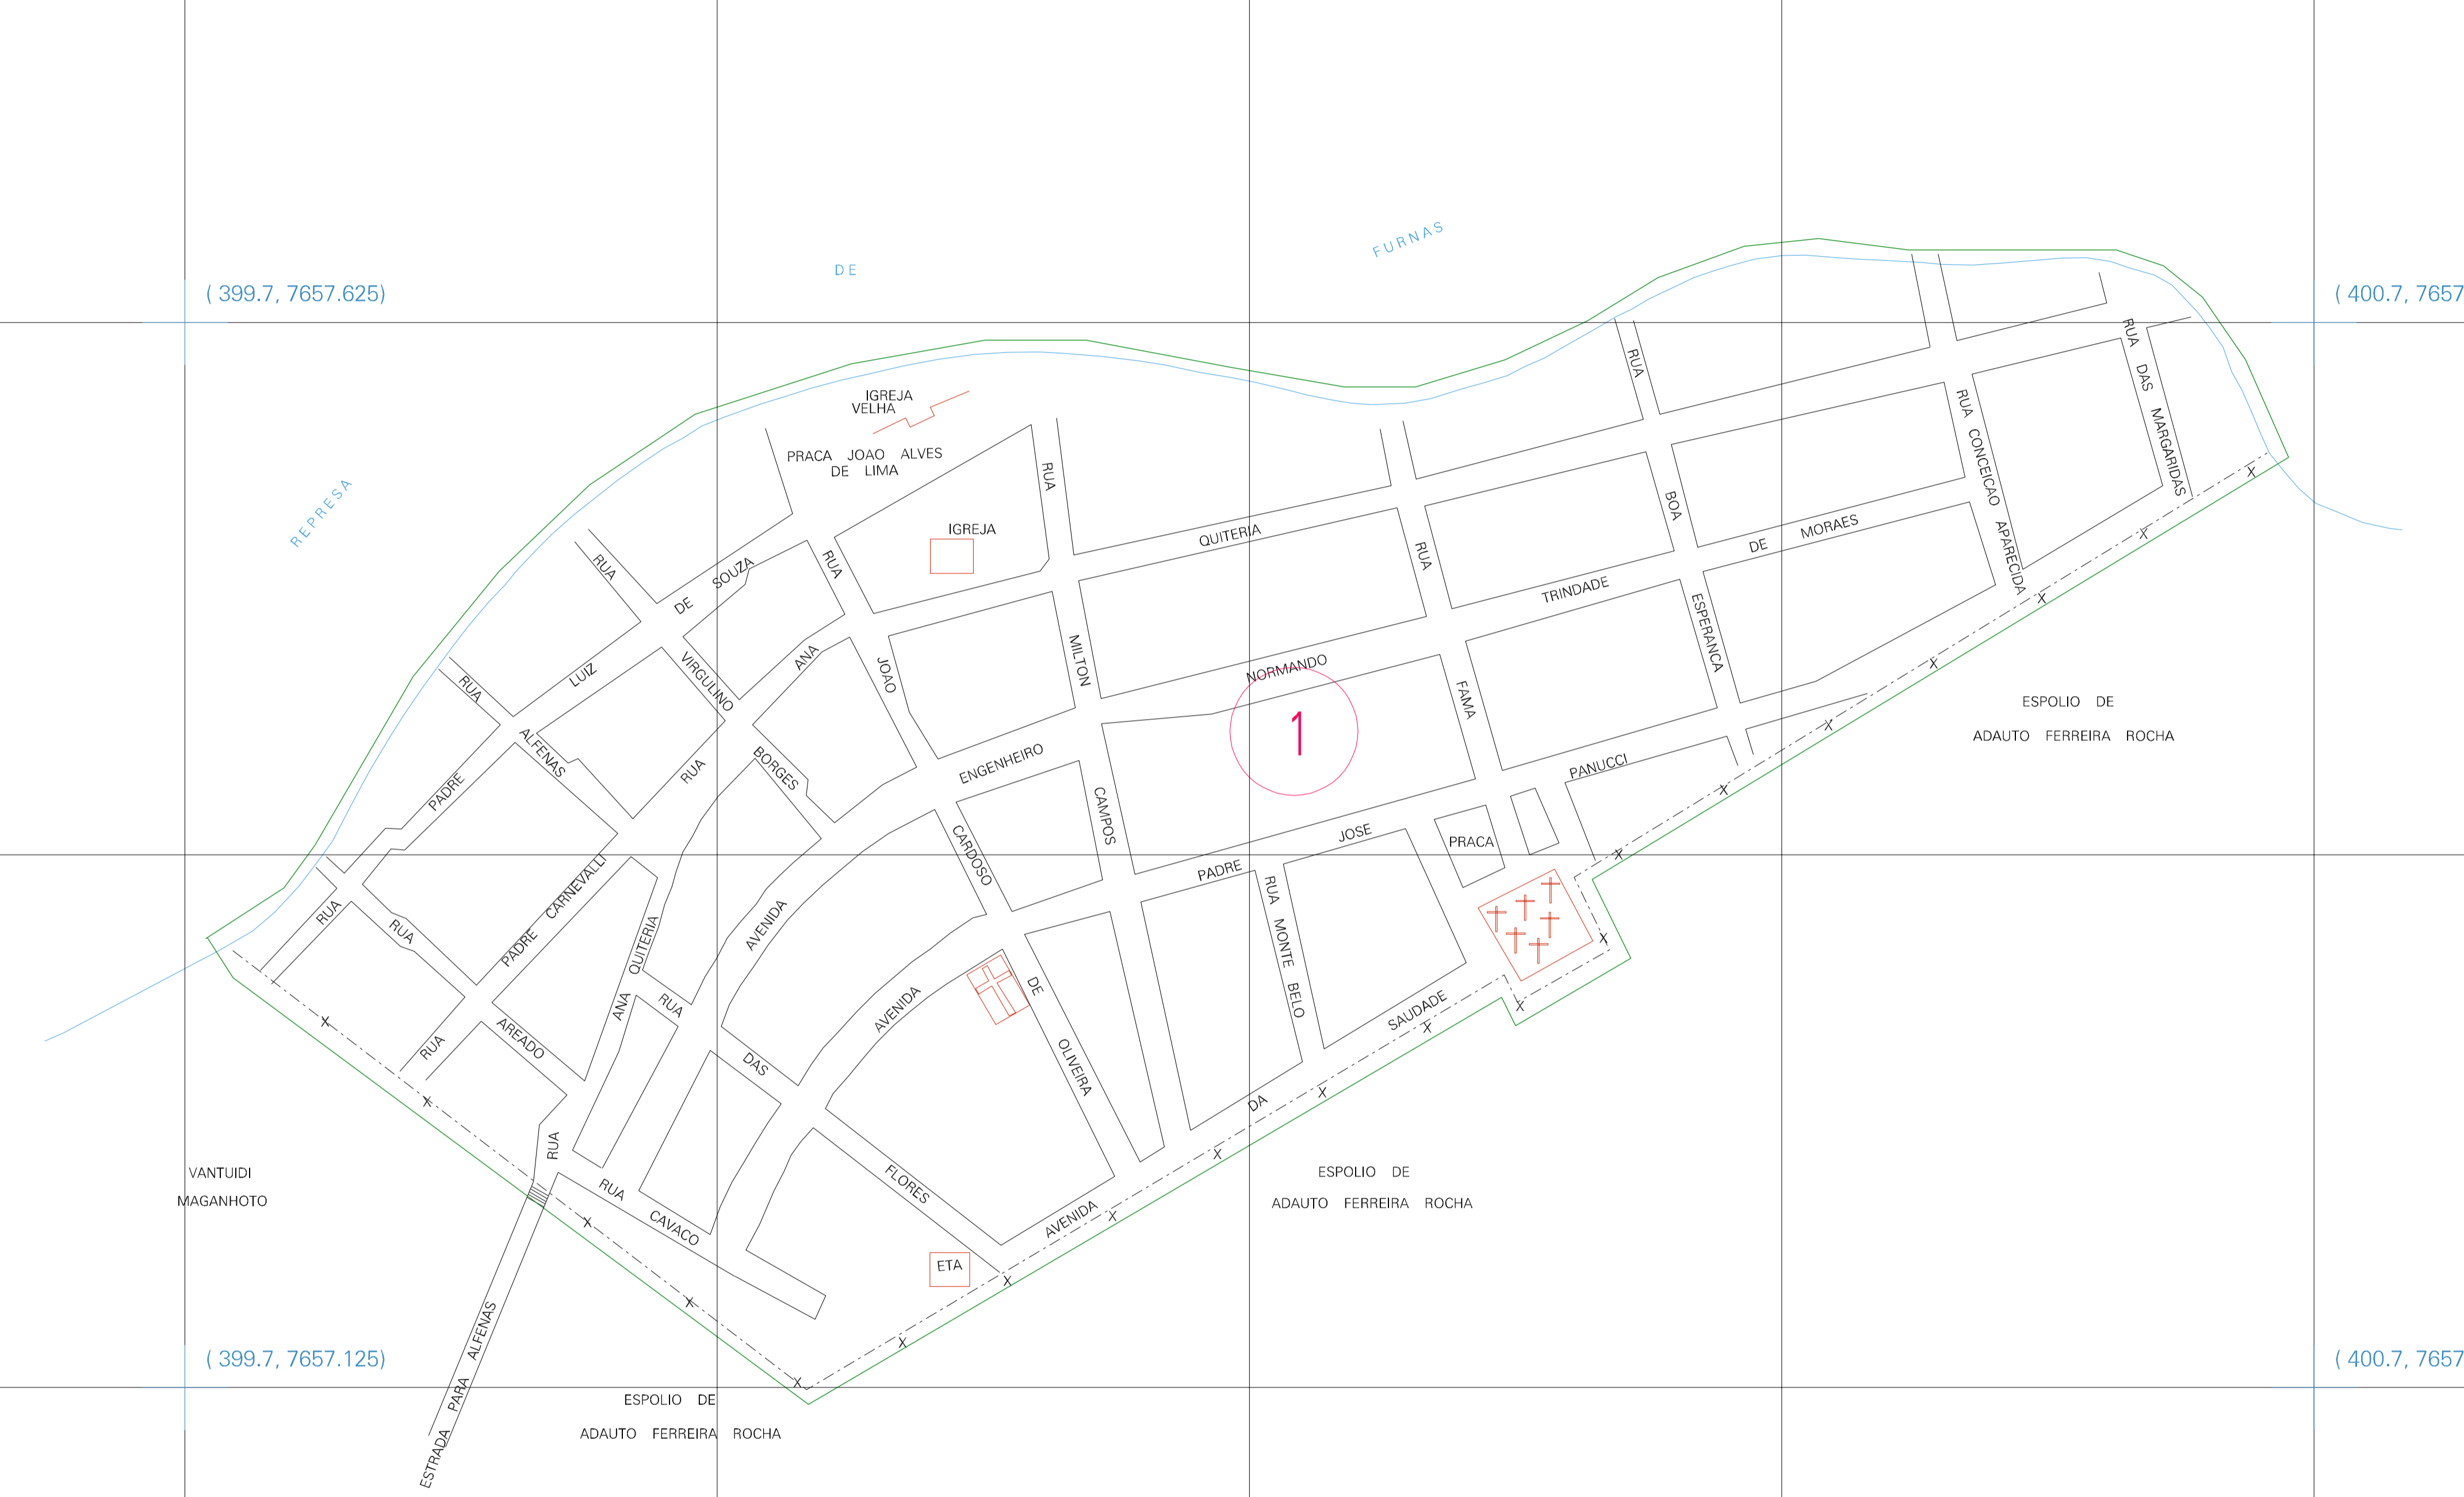 FURNAS
DE
REPRESA
( 399.7, 7657.625)
( 400.7, 7657
IGREJA
VELHA
PRACA JOAO ALVES
DE LIMA
IGREJA
RUA
RUA
RUA
RUA
RUA
BOA
ESPERANCA
RUA DAS MARGARIDAS
RUA CONCEICAO APARECIDA
QUITERIA
DE MORAES
TRINDADE
NORMANDO
ENGENHEIRO
RUA
FAMA
MILTON
CAMPOS
JOAO
CARDOSO
DE
OLIVEIRA
LUIZ
DE SOUZA
VIRGULINO
BORGES
ANA
RUA
ALFENAS
PADRE
RUA
RUA
AREADO
CARNEVALLI
PADRE
RUA
QUITERIA
ANA
RUA
RUA
DAS
FLORES
AVENIDA
AVENIDA
1
PANUCCI
JOSE
PADRE
PRACA
RUA MONTE BELO
SAUDADE
DA
AVENIDA
RUA
CAVACO
ETA
ESPOLIO DE
ADAUTO FERREIRA ROCHA
ESPOLIO DE
ADAUTO FERREIRA ROCHA
VANTUIDI
MAGANHOTO
( 399.7, 7657.125)
( 400.7, 7657
ESPOLIO DE
ADAUTO FERREIRA ROCHA
ESTRADA PARA ALFENAS